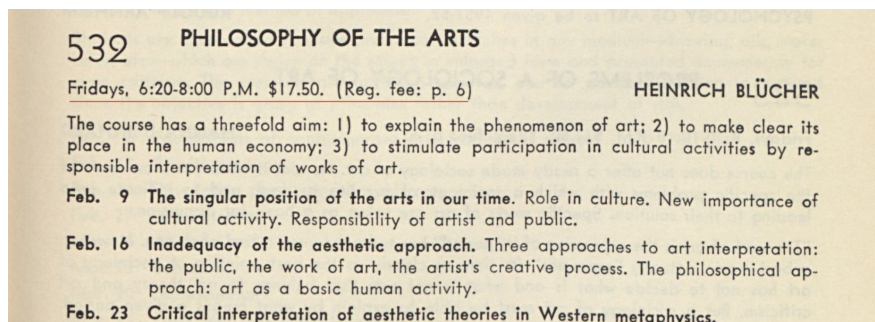 532 PHILOSOPHY OF THE ARTS
Fridays, 6:20-8:00 P.M. $17.50. (Reg. fee: p. 6) HEINRICH BLÜCHER
The course has a threefold aim: 1) to explain the phenomenon of art; 2) to make clear its
place in the human economy; 3) to stimulate participation in cultural activities by re-
sponsible interpretation of works of art.
Feb. 9 The singular position of the arts in our time. Role in culture. New importance of
cultural activity. Responsibility of artist and public.
Feb. 16 Inadequacy of the aesthetic approach. Three approaches to art interpretation:
the public, the work of art, the artist's creative process. The philosophical ap-
proach: art as a basic human activity.
Feb. 23 Critical interpretation of aesthetic theories in Western metaphysics.